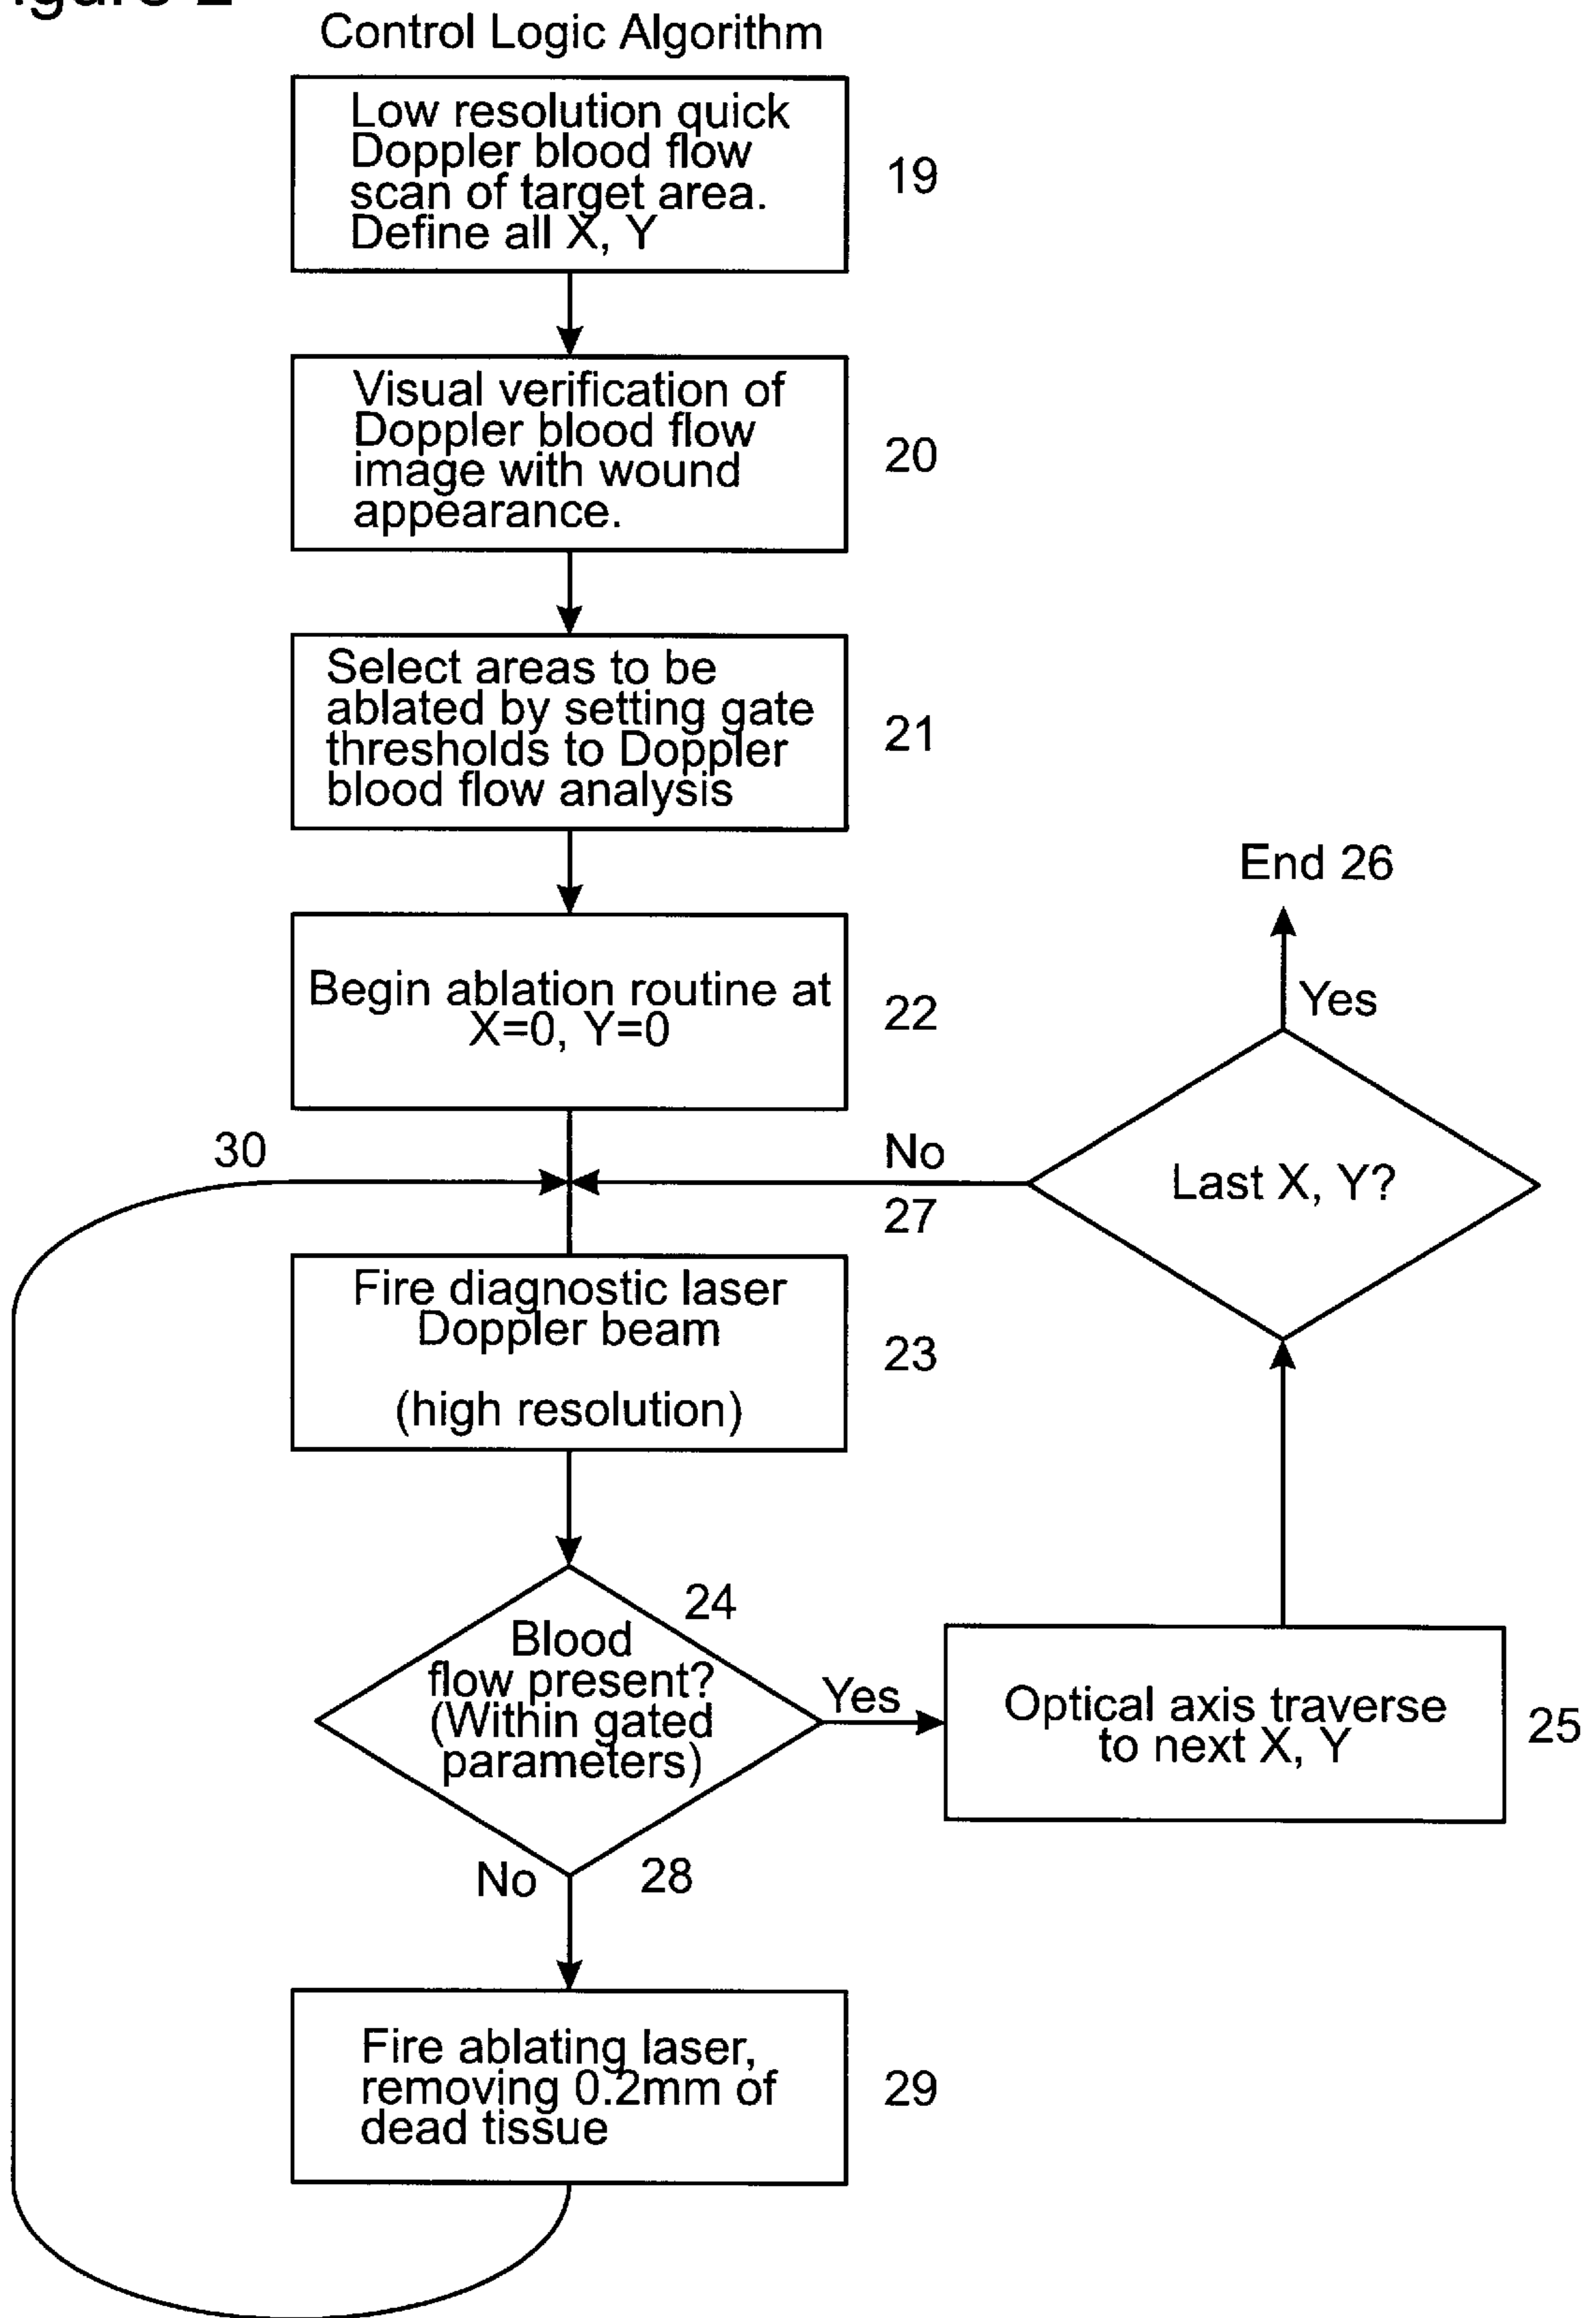 Control Logic Algorithm
Low resolution quick
Doppler blood flow
scan of target area.
Define all X, Y
19
Visual verification of
Doppler blood flow
image with wound
appearance.
20
Select areas to be
ablated by setting gate
thresholds to Doppler
blood flow analysis
21
End 26
Begin ablation routine at
X=0, Y=0
22
Yes
30
No
27
Last X, Y?
Fire diagnostic laser
Doppler beam
(high resolution)
23
24
Blood
flow present?
(Within gated
parameters)
Yes
Optical axis traverse
to next X, Y
25
No
28
Fire ablating laser,
removing 0.2mm of
dead tissue
29